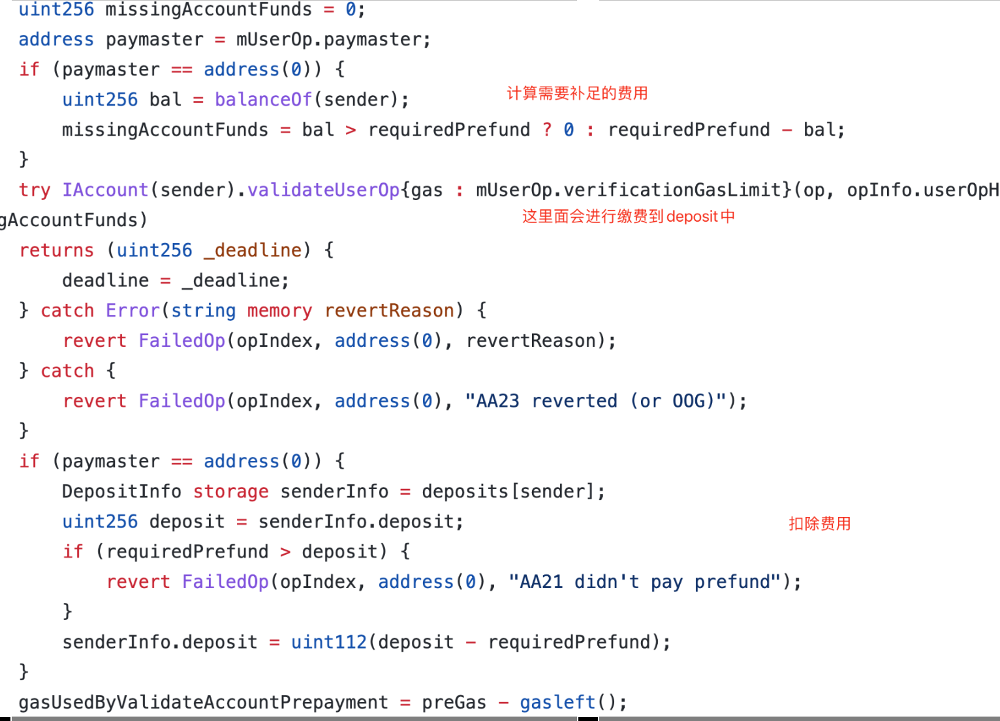 uint256 missingAccountFunds = 0;
address paymaster = mUserOp.paymaster;
if (paymaster == address(0)) {
计算需要补足的费用
uint256 bal = balanceOf(sender);
missingAccountFunds = bal > requiredPrefund ? 0 : requiredPrefund - bal;
}
try IAccount(sender).validateUserOp{gas : mUserOp.verificationGasLimit}(op, opInfo.userOpH
gAccountFunds)
这里面会进行缴费到deposit中
returns (uint256 _deadline) {
deadline = _deadline;
} catch Error(string memory revertReason) {
revert FailedOp(opIndex, address(0), revertReason);
} catch {
revert FailedOp(opIndex, address(0), "AA23 reverted (or OOG)");
}
if (paymaster == address(0)) {
DepositInfo storage senderInfo = deposits[sender];
uint256 deposit = senderInfo.deposit;
扣除费用
if (requiredPrefund > deposit) {
revert FailedOp(opIndex, address(0), "AA21 didn't pay prefund");
}
senderInfo.deposit = uint112(deposit - requiredPrefund);
}
gasUsedByValidateAccountPrepayment = preGas - gasleft();